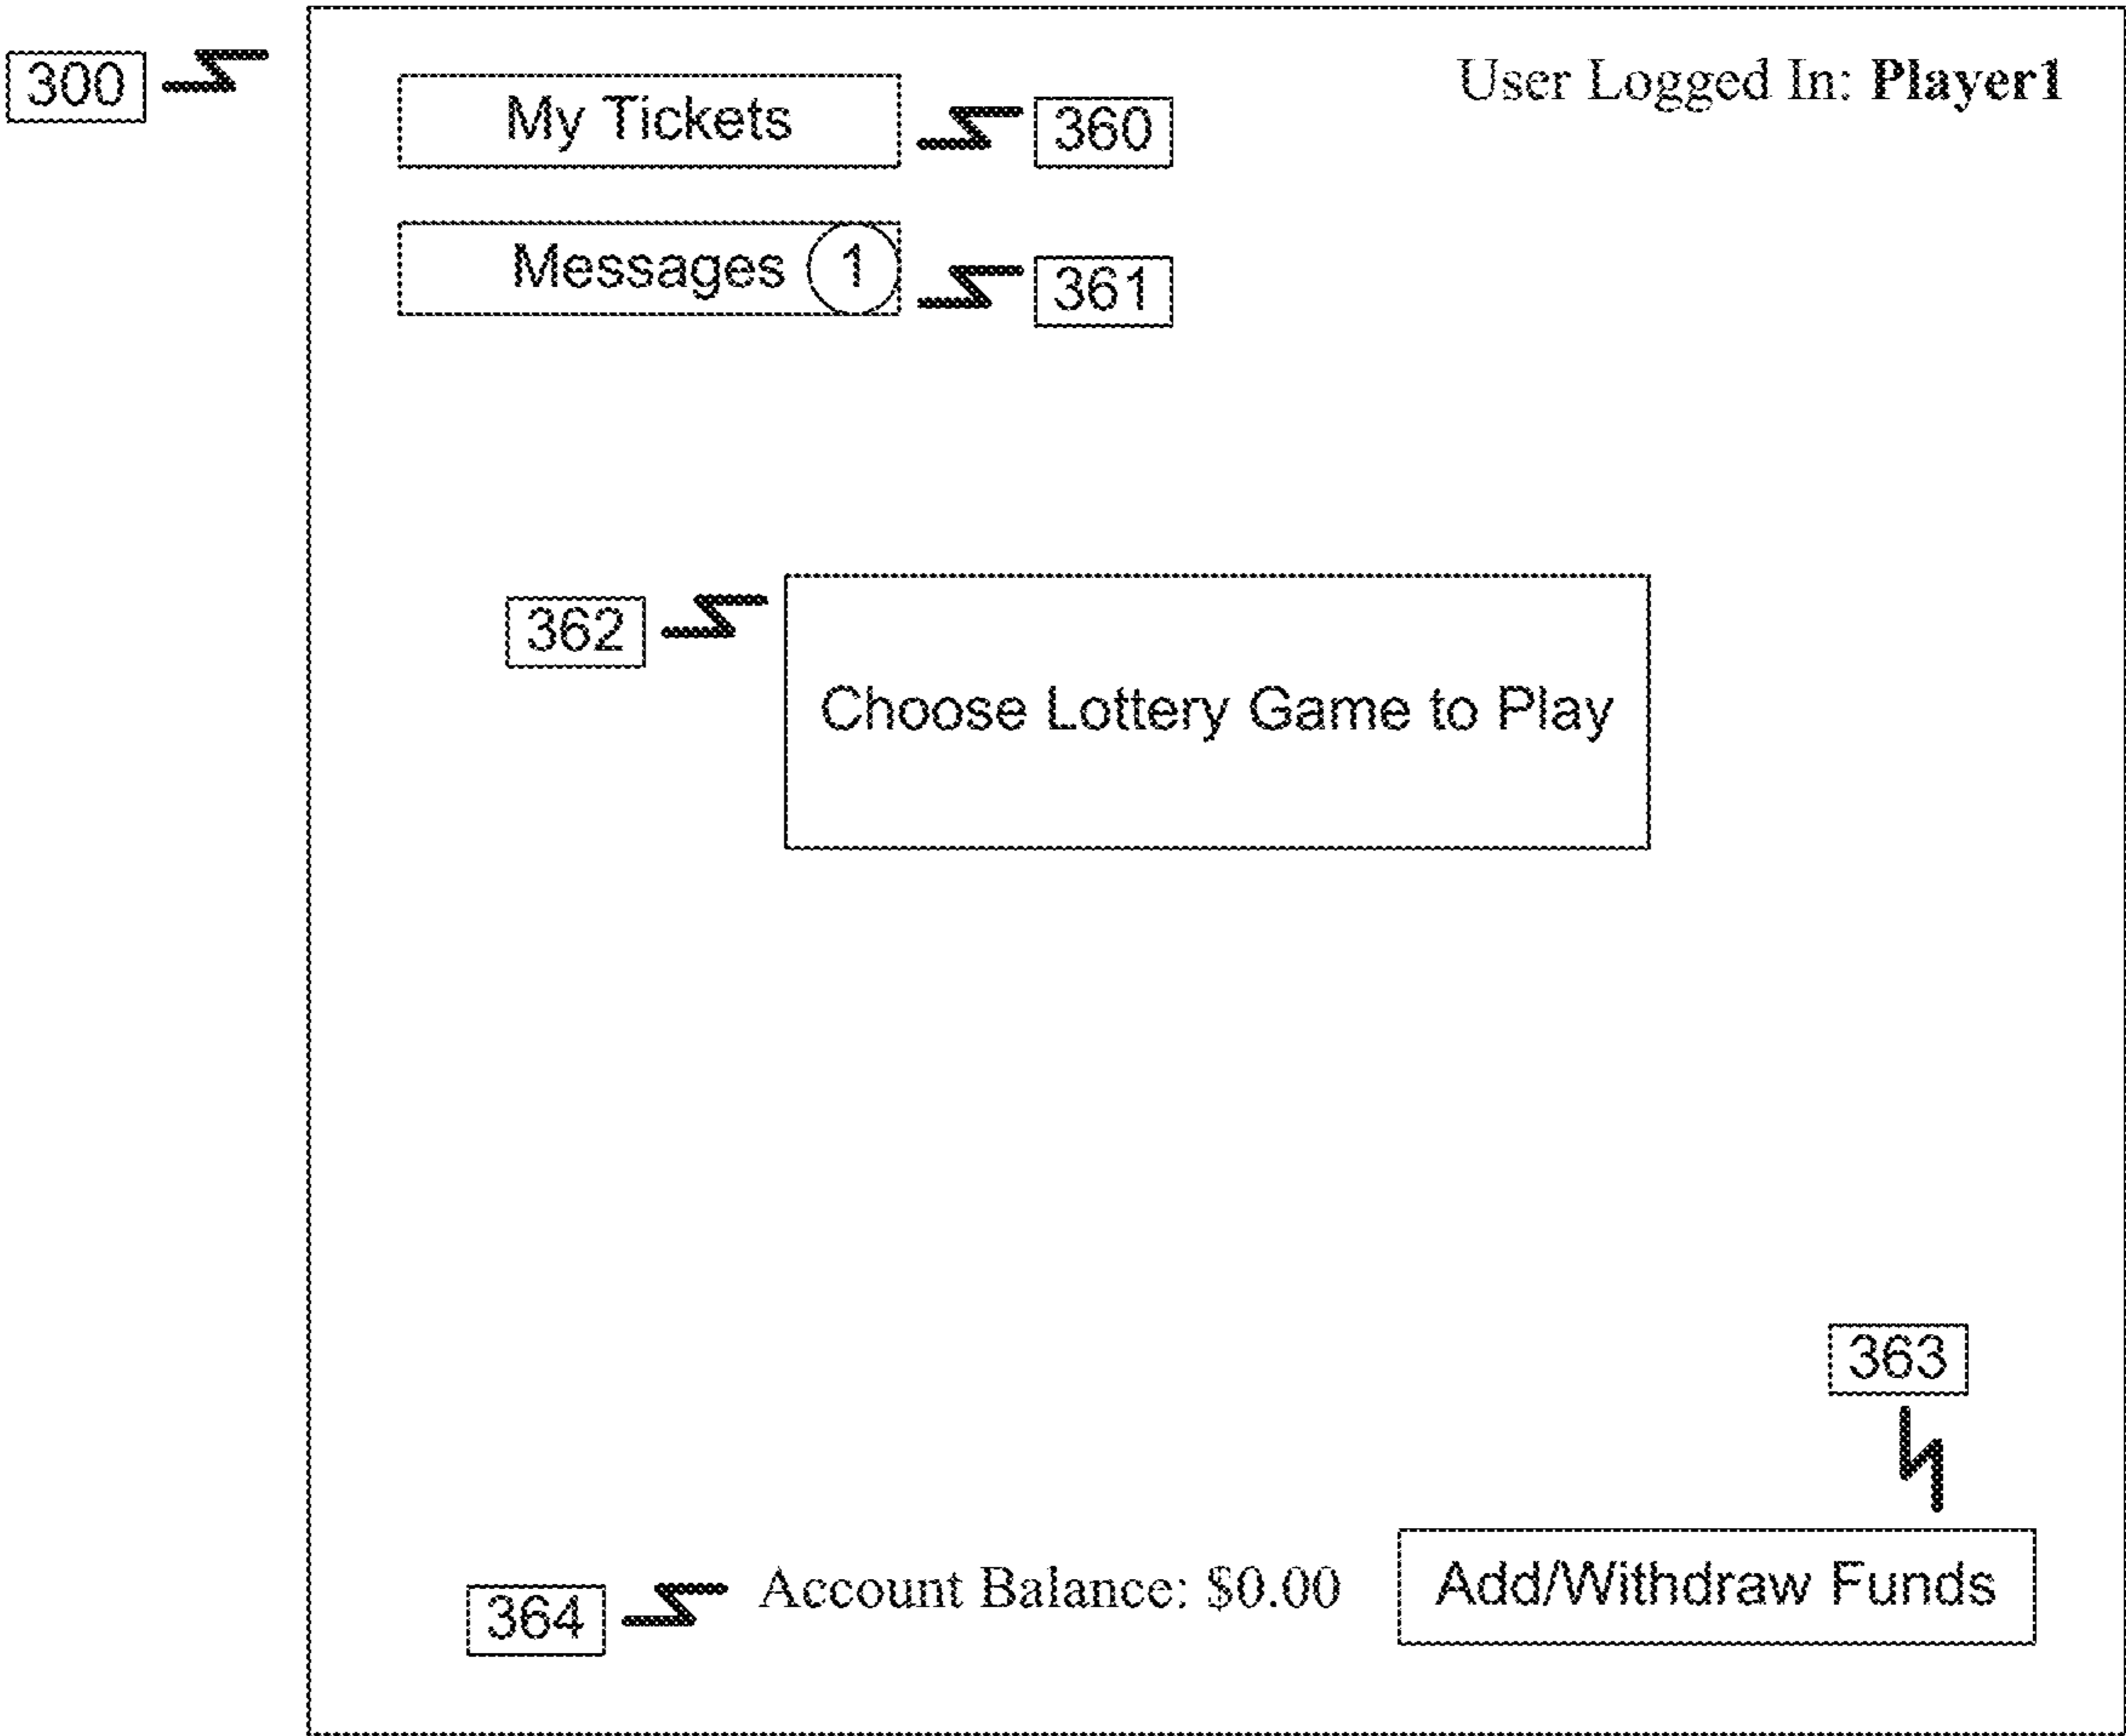 300
User Logged In: Player1
My Tickets
360
Messages 1
361
362
Choose Lottery Game to Play
363
364
Account Balance: $0.00
Add/Withdraw Funds